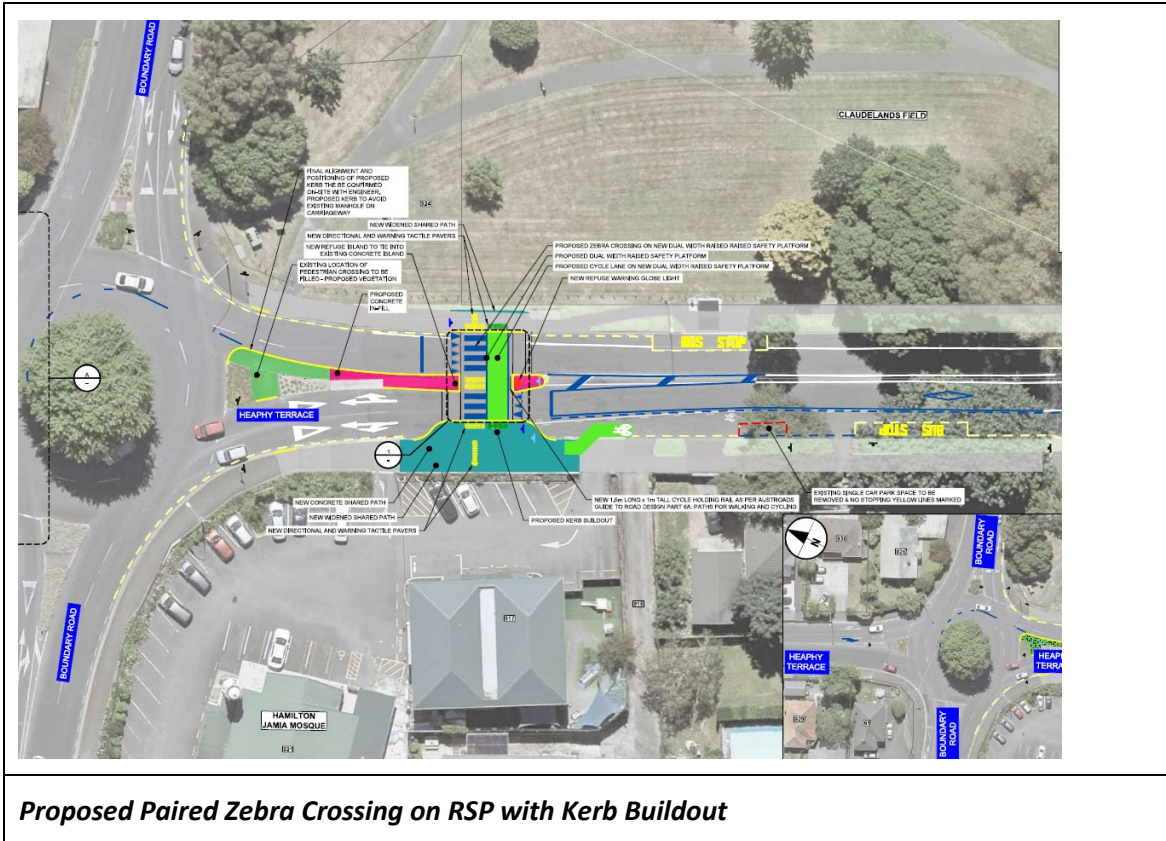 BOUNDARY ROAD
CLAUDELANDS FIELD
FINAL ALIGNMENT AND
POSITIONING OF PROPOSED
KERB THE BE CONFIRMED
ON-SITE WITH ENGINEER,
PROPOSED KERB TO AVOID
EXISTING MANHOLE ON
CARRIAGEWAY
NEW WIDENED SHARED PATH
NEW DIRECTIONAL AND WARNING TACTILE PAVERS
NEW REFUGE ISLAND TO TIE INTO
EXISTING CONCRETE ISLAND
EXISTING LOCATION OF
PEDESTRIAN CROSSING TO BE
FILLED - PROPOSED VEGETATION
PROPOSED
CONCRETE
IN-FILL
PROPOSED ZEBRA CROSSING ON NEW DUAL WIDTH RAISED RAISED SAFETY PLATFORM
PROPOSED DUAL WIDTH RAISED SAFETY PLATFORM
PROPOSED CYCLE LANE ON NEW DUAL WIDTH RAISED SAFETY PLATFORM
NEW REFUGE WARNING GLOBE LIGHT
BUS STOP
HEAPHY TERRACE
BUS STOP
A
1
NEW CONCRETE SHARED PATH
NEW WIDENED SHARED PATH
NEW DIRECTIONAL AND WARNING TACTILE PAVERS
NEW 1.5m LONG x 1m TALL CYCLE HOLDING RAIL AS PER AUSTROADS
GUIDE TO ROAD DESIGN PART 6A: PATHS FOR WALKING AND CYCLING
PROPOSED KERB BUILDOUT
EXISTING SINGLE CAR PARK SPACE TO BE
REMOVED & NO STOPPING YELLOW LINES MARKED
BOUNDARY ROAD
HAMILTON
JAMIA MOSQUE
N
BOUNDARY
ROAD
HEAPHY
TERRACE
BOUNDARY
ROAD
Proposed Paired Zebra Crossing on RSP with Kerb Buildout